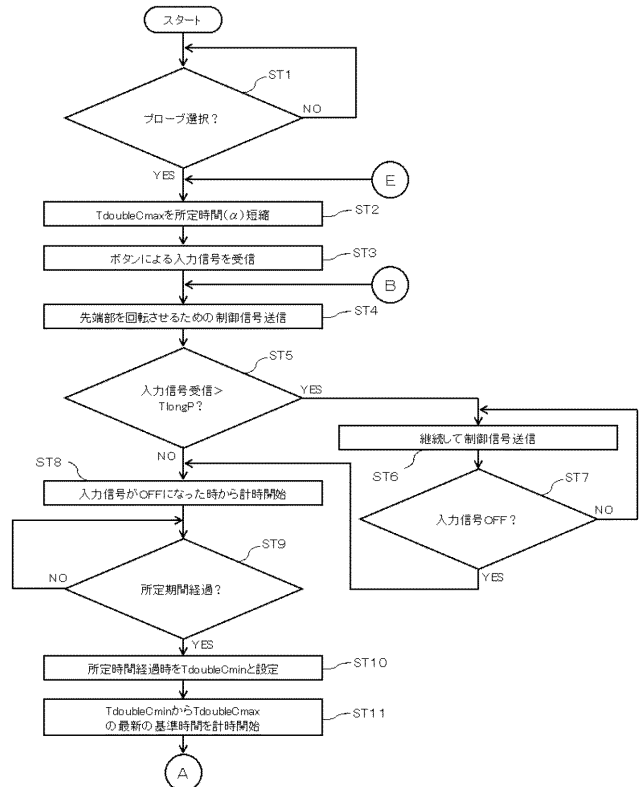 スタート
ST1
プローブ選択？
NO
YES
E
TdoubleCmaxを所定時間(α)短縮
ST2
ボタンによる入力信号を受信
ST3
B
先端部を回転させるための制御信号送信
ST4
ST5
入力信号受信＞
TlongP？
YES
NO
継続して制御信号送信
ST6
ST7
入力信号OFF？
NO
YES
ST8
入力信号がOFFになった時から計時開始
ST9
所定期間経過？
NO
YES
所定時間経過時をTdoubleCminと設定
ST10
TdoubleCminからTdoubleCmax
の最新の基準時間を計時開始
ST11
A